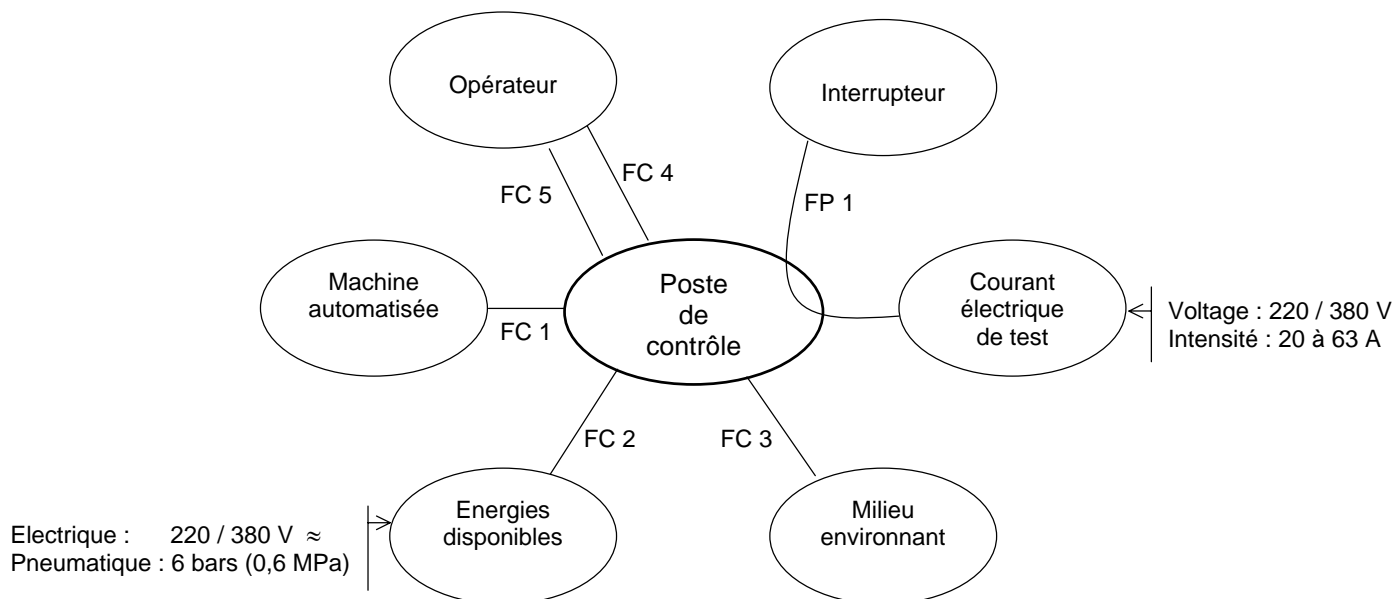 Opérateur
Interrupteur
FC 4
FC 5
FP 1
Machine
automatisée
FC 1
Poste
de
contrôle
Courant
électrique
de test
Voltage : 220 / 380 V
Intensité : 20 à 63 A
FC 2
FC 3
Energies
disponibles
Milieu
environnant
Electrique : 220 / 380 V ≈
Pneumatique : 6 bars (0,6 MPa)